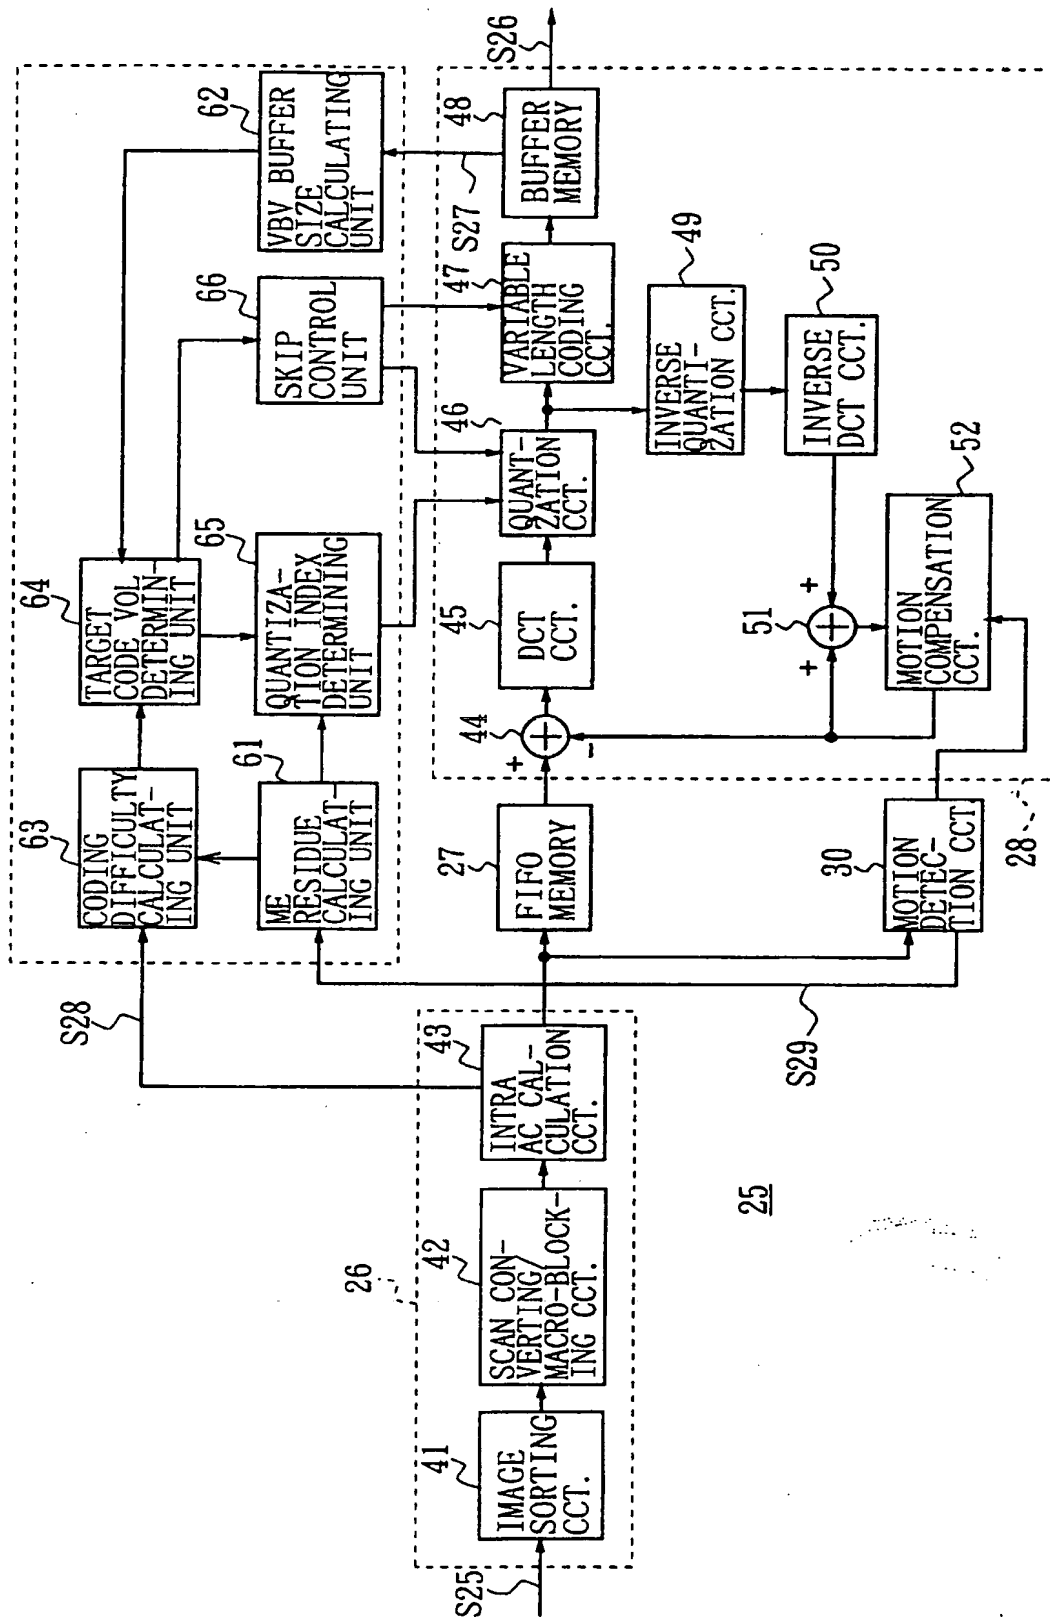 S25
41
IMAGE
SORTING
CCT.
26
42
SCAN CON-
VERTING/
MACRO-BLOCK-
ING CCT.
43
INTRA
AC CAL-
CULATION
CCT.
S28
S29
25
63
CODING
DIFFICULTY
CALCULAT-
ING UNIT
61
ME
RESIDUE
CALCULAT-
ING UNIT
64
TARGET
CODE VOL
DETERMIN-
ING UNIT
65
QUANTIZA-
TION INDEX
DETERMINING
UNIT
66
SKIP
CONTROL
UNIT
62
VBV BUFFER
SIZE
CALCULATING
UNIT
27
FIFO
MEMORY
30
MOTION
DETEC-
TION CCT.
28
44
+
-
45
DCT
CCT.
46
QUANT-
ZATION
CCT.
47
VARIABLE
LENGTH
CODING
CCT.
S27
48
BUFFER
MEMORY
S26
49
INVERSE
QUANTI-
ZATION CCT.
50
INVERSE
DCT CCT.
51
+
+
52
MOTION
COMPENSATION
CCT.